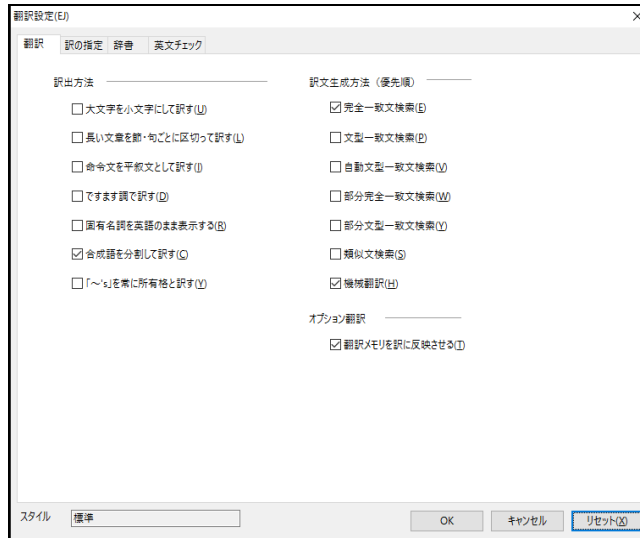 翻訳設定(EJ)
翻訳 訳の指定 辞書 英文チェック
訳出方法
大文字を小文字にして訳す(U)
長い文章を節・句ごとに区切って訳す(L)
命令文を平叙文として訳す(I)
ですます調で訳す(D)
固有名詞を英語のまま表示する(R)
合成語を分割して訳す(C)
「～'s」を常に所有格と訳す(Y)
訳文生成方法（優先順）
完全一致文検索(E)
文型一致文検索(P)
自動文型一致文検索(V)
部分完全一致文検索(W)
部分文型一致文検索(Y)
類似文検索(S)
機械翻訳(H)
オプション翻訳
翻訳メモリを訳に反映させる(T)
スタイル 標準
OK キャンセル リセット(X)